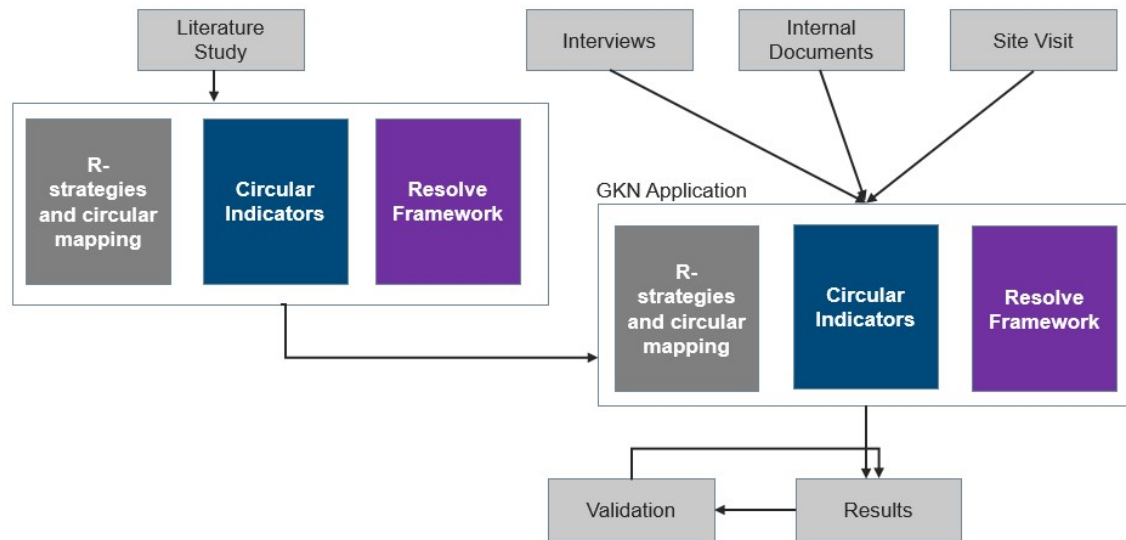 Literature
Study
Interviews
Internal
Documents
Site Visit
R-
strategies
and circular
mapping
Circular
Indicators
Resolve
Framework
GKN Application
R-
strategies
and circular
mapping
Circular
Indicators
Resolve
Framework
Validation
Results